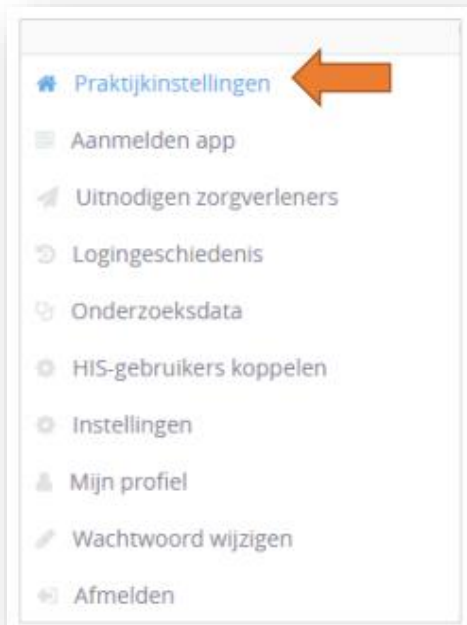 Praktijkinstellingen
Aanmelden app
Uitnodigen zorgverleners
Logingeschiedenis
Onderzoeksdata
HIS-gebruikers koppelen
Instellingen
Mijn profiel
Wachtwoord wijzigen
Afmelden